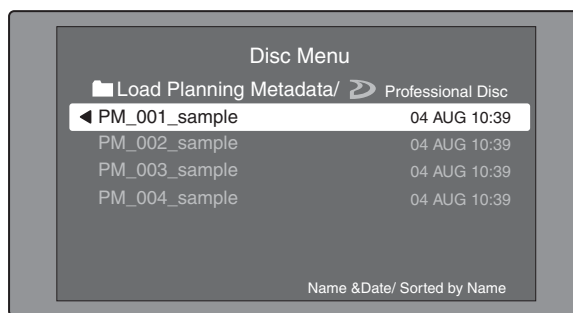 Disc Menu
Load Planning Metadata/ Professional Disc
PM_001_sample 04 AUG 10:39
PM_002_sample 04 AUG 10:39
PM_003_sample 04 AUG 10:39
PM_004_sample 04 AUG 10:39
Name &Date/ Sorted by Name